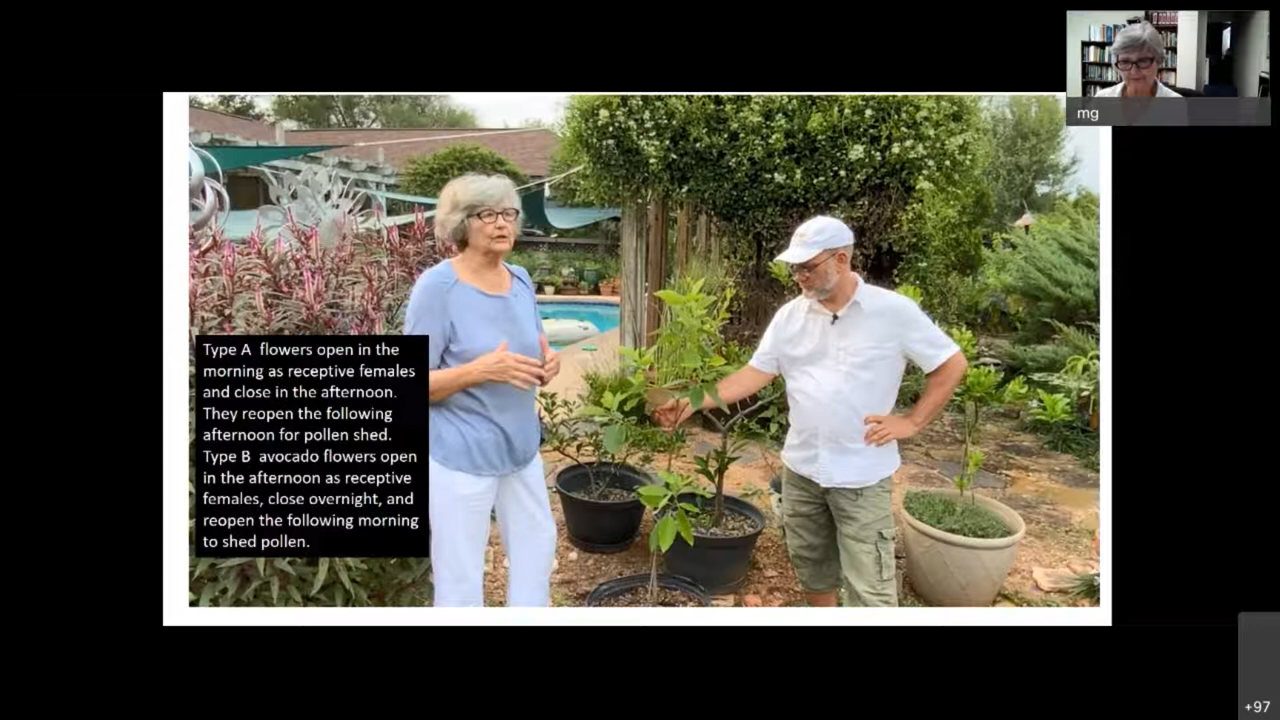 mg
Type A flowers open in the
morning as receptive females
and close in the afternoon.
They reopen the following
afternoon for pollen shed.
Type B avocado flowers open
in the afternoon as receptive
females, close overnight, and
reopen the following morning
to shed pollen.
+97